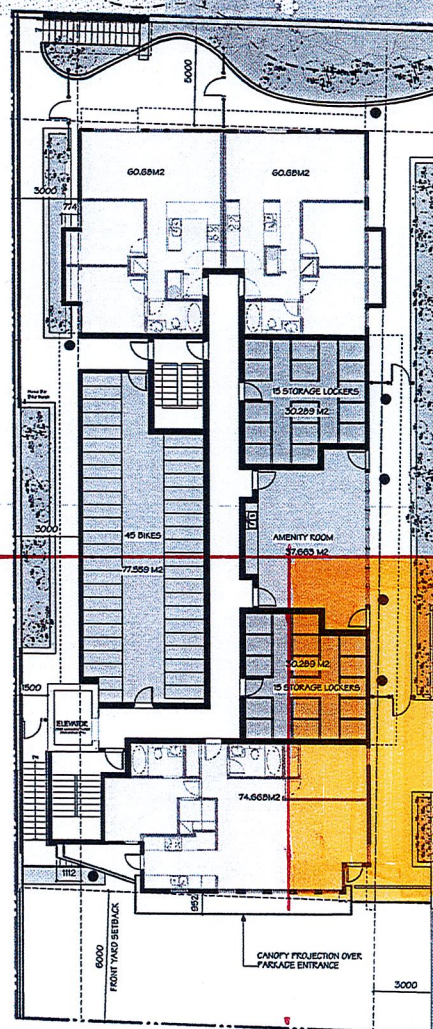 5000
60.68M2
60.68M2
3000
774
15 STORAGE LOCKERS
30.289 M2
45 BIKES
77.559 M2
AMENITY ROOM
37.663 M2
3000
30.289 M2
15 STORAGE LOCKERS
1500
ELEVATOR
74.668M2
1112
992
6000
FRONT YARD SETBACK
CANOPY PROJECTION OVER
PARKADE ENTRANCE
3000